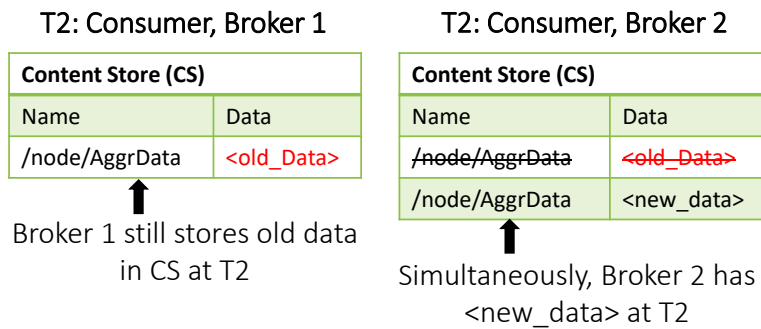 T2: Consumer, Broker 1
Content Store (CS)
Name Data
/node/AggrData <old_Data>
Broker 1 still stores old data
in CS at T2
T2: Consumer, Broker 2
Content Store (CS)
Name Data
/node/AggrData <old_Data>
/node/AggrData <new_data>
Simultaneously, Broker 2 has
<new_data> at T2